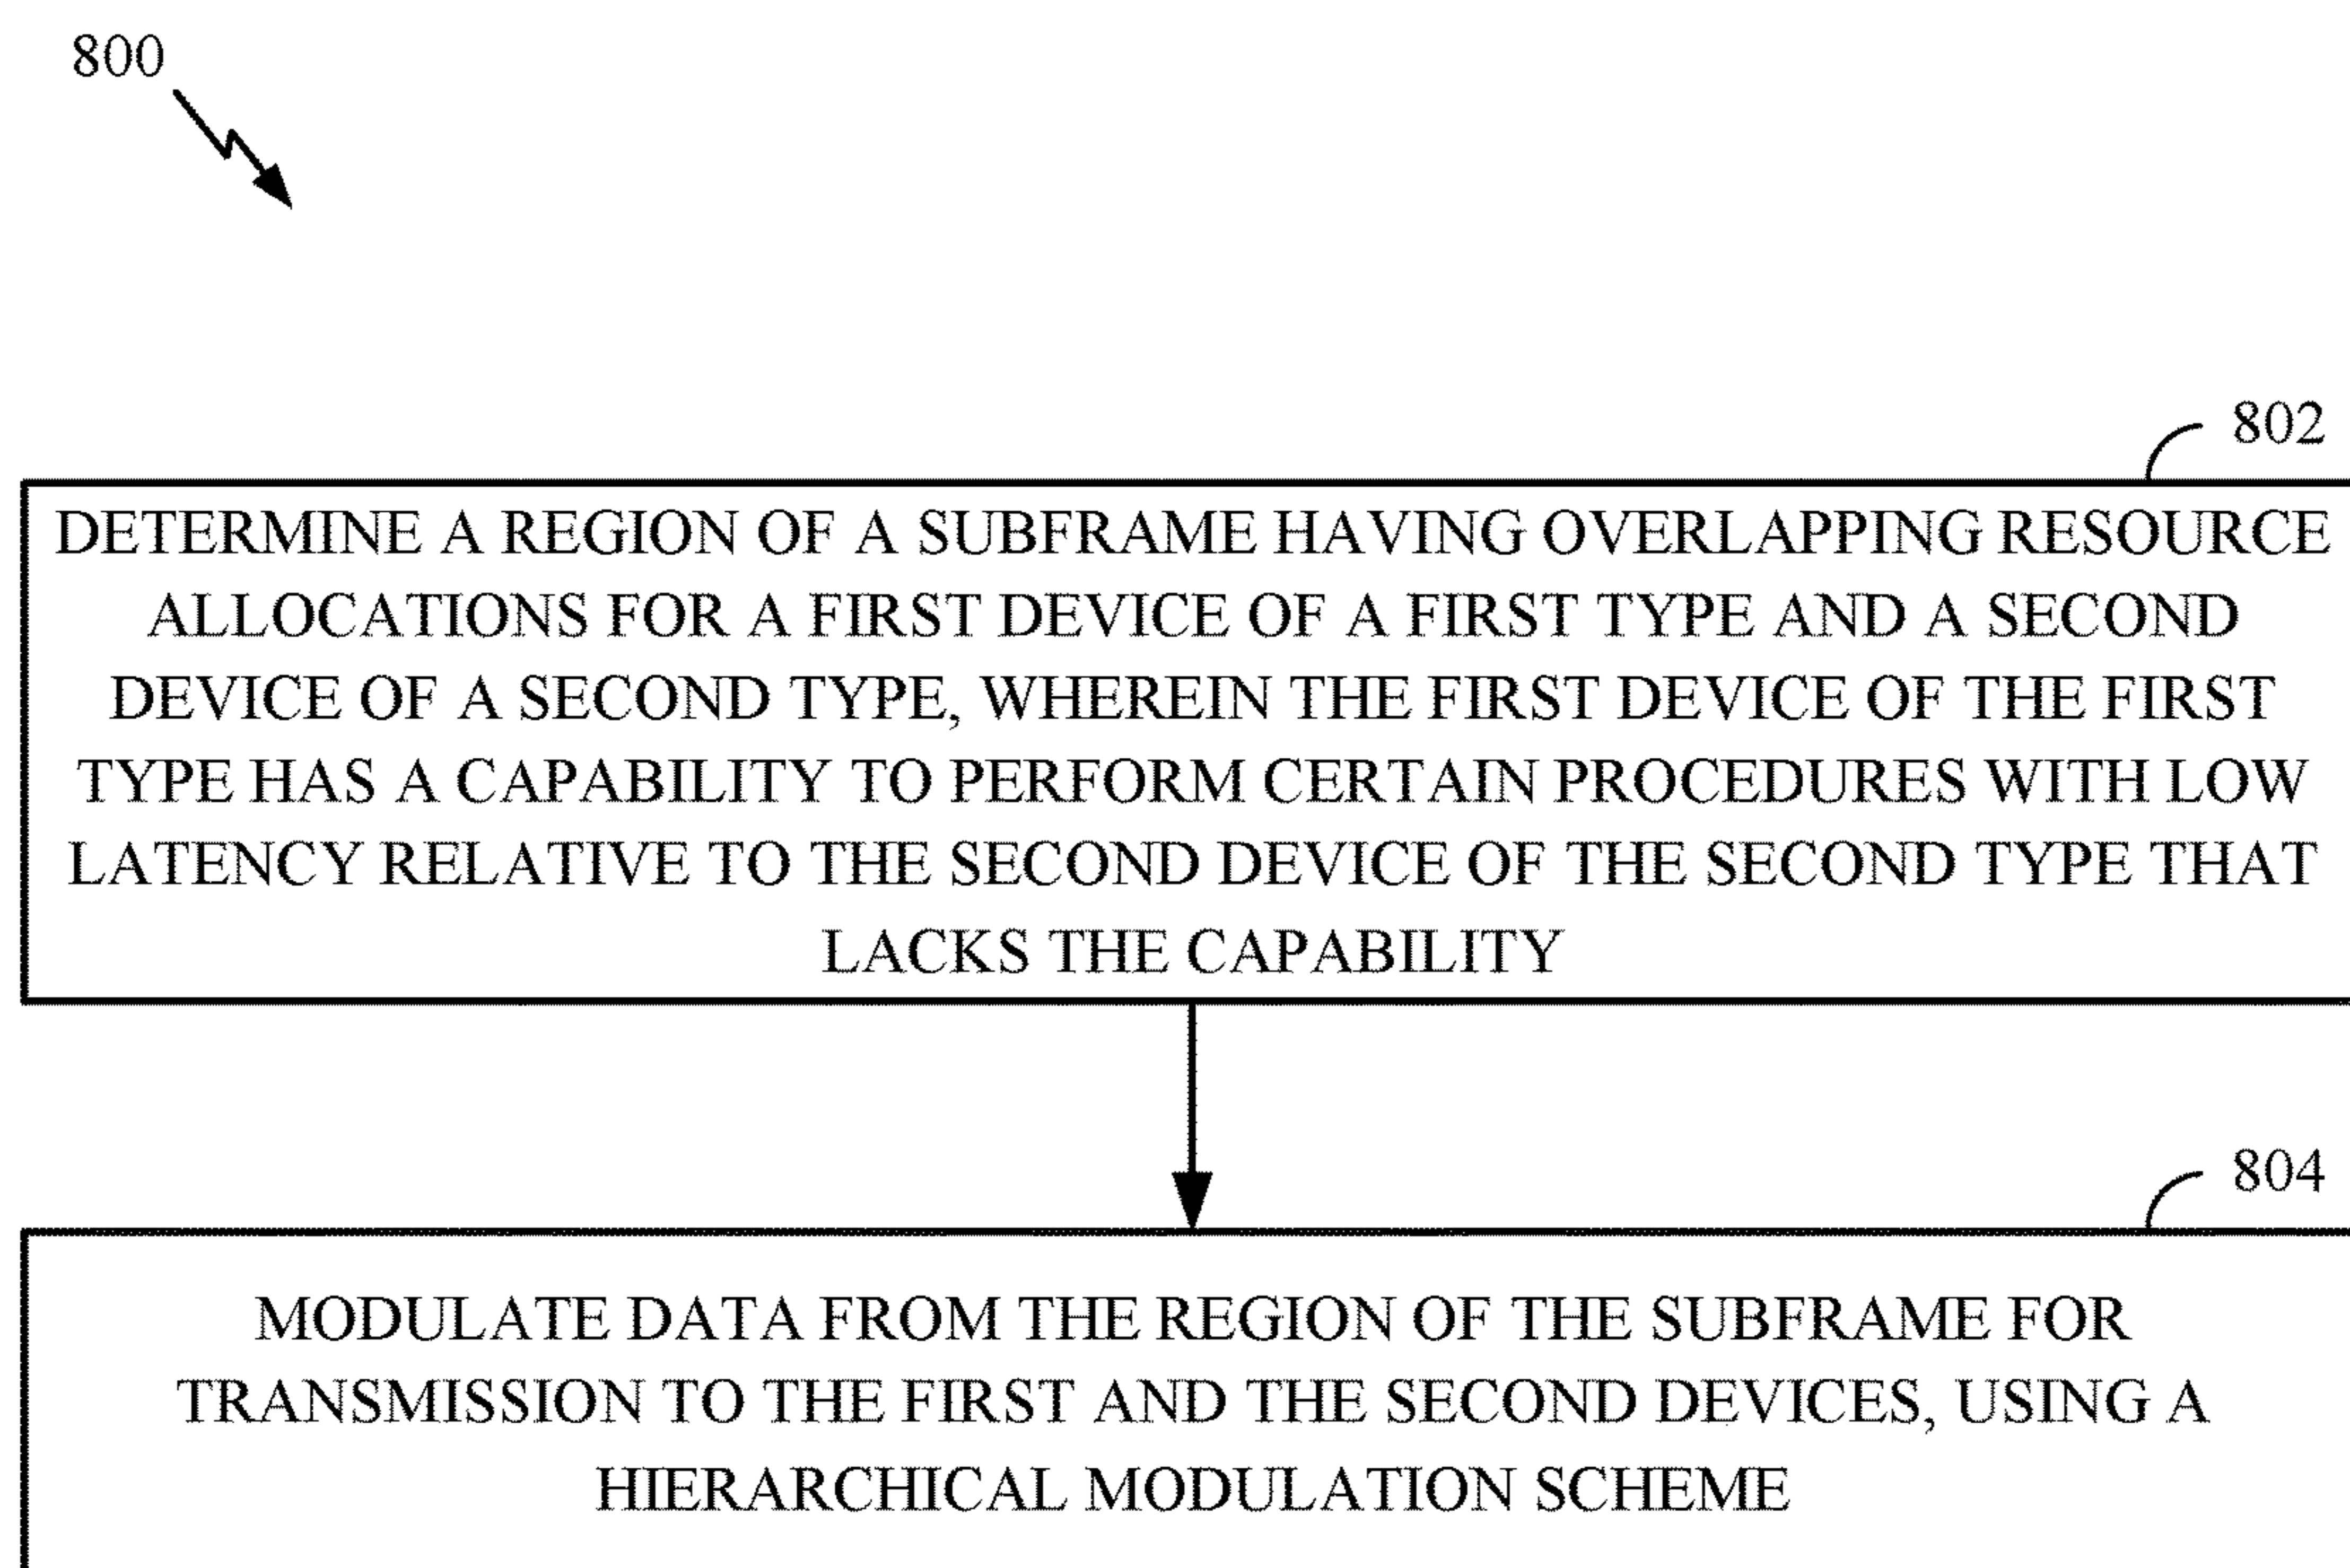 800
802
DETERMINE A REGION OF A SUBFRAME HAVING OVERLAPPING RESOURCE
ALLOCATIONS FOR A FIRST DEVICE OF A FIRST TYPE AND A SECOND
DEVICE OF A SECOND TYPE, WHEREIN THE FIRST DEVICE OF THE FIRST
TYPE HAS A CAPABILITY TO PERFORM CERTAIN PROCEDURES WITH LOW
LATENCY RELATIVE TO THE SECOND DEVICE OF THE SECOND TYPE THAT
LACKS THE CAPABILITY
804
MODULATE DATA FROM THE REGION OF THE SUBFRAME FOR
TRANSMISSION TO THE FIRST AND THE SECOND DEVICES, USING A
HIERARCHICAL MODULATION SCHEME